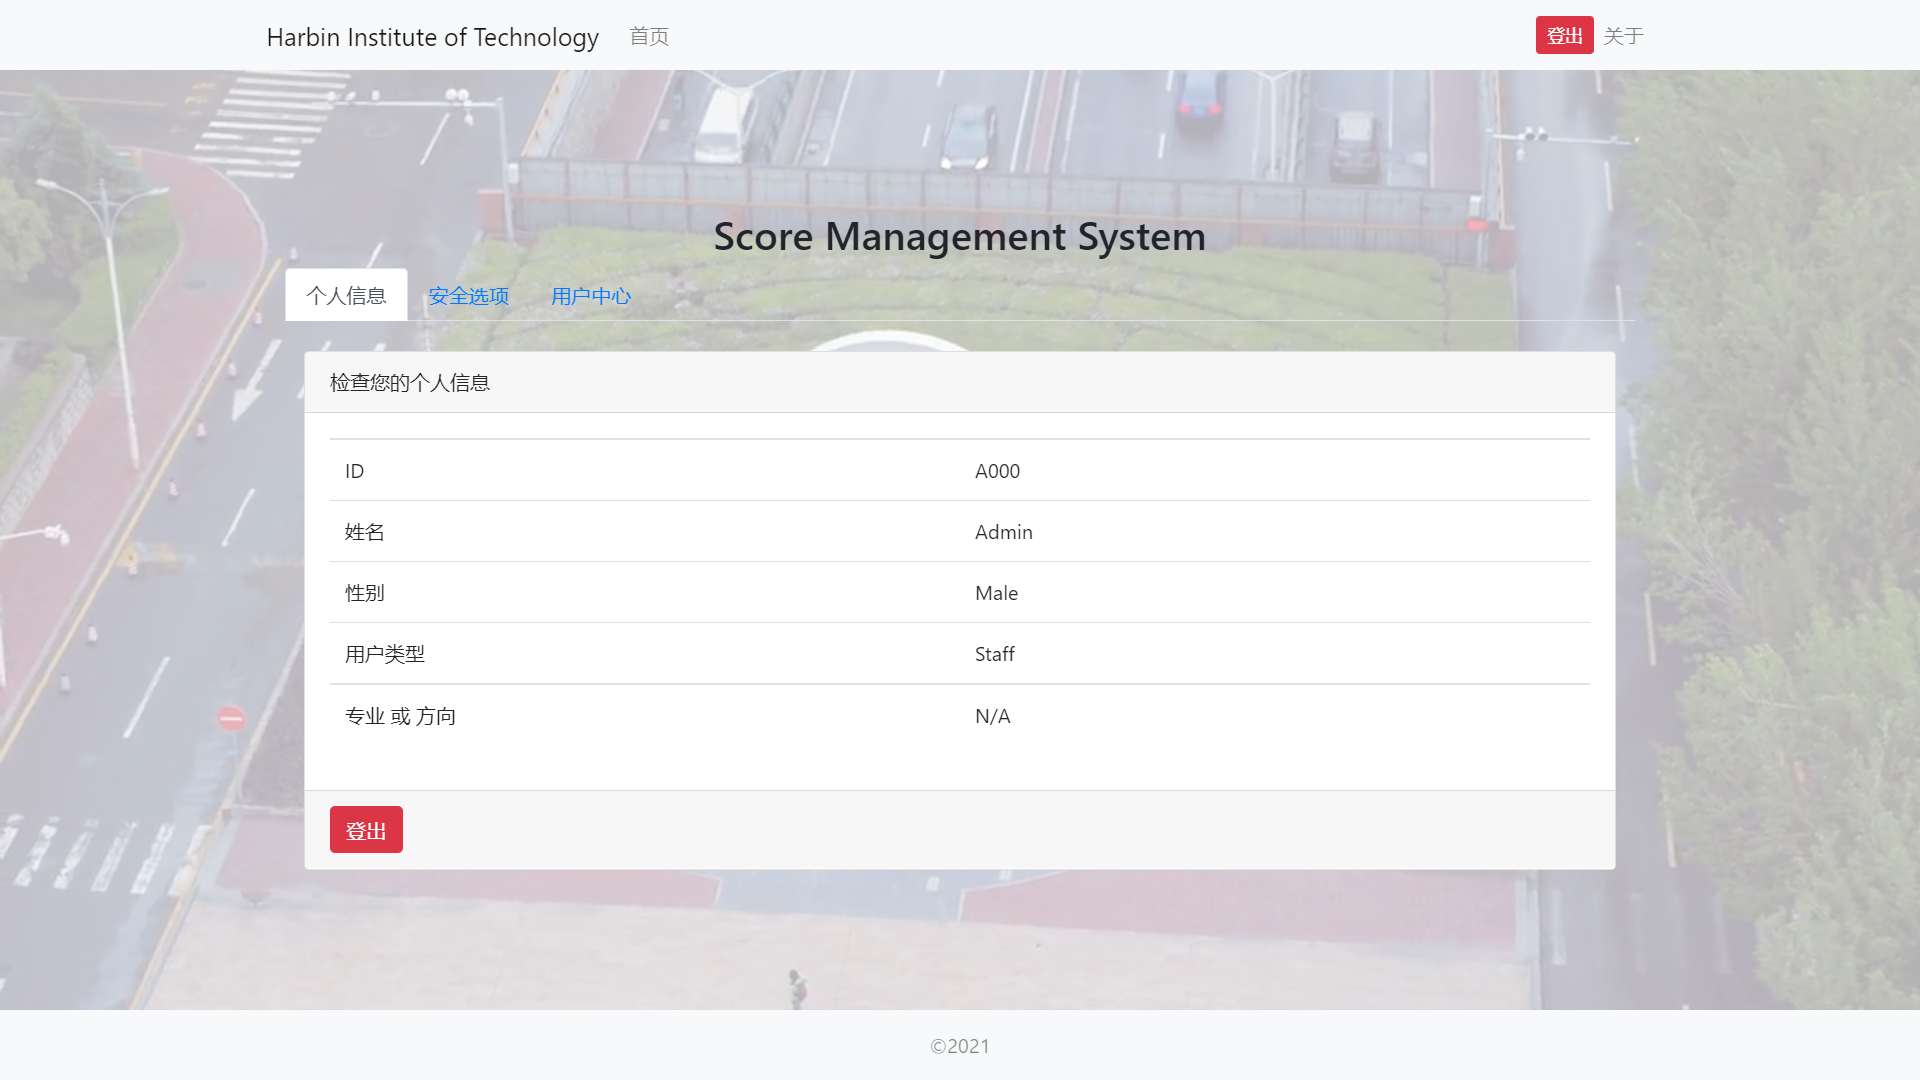 Harbin Institute of Technology 首页 登出 关于
Score Management System
个人信息 安全选项 用户中心
检查您的个人信息
ID A000
姓名 Admin
性别 Male
用户类型 Staff
专业 或 方向 N/A
登出
©2021